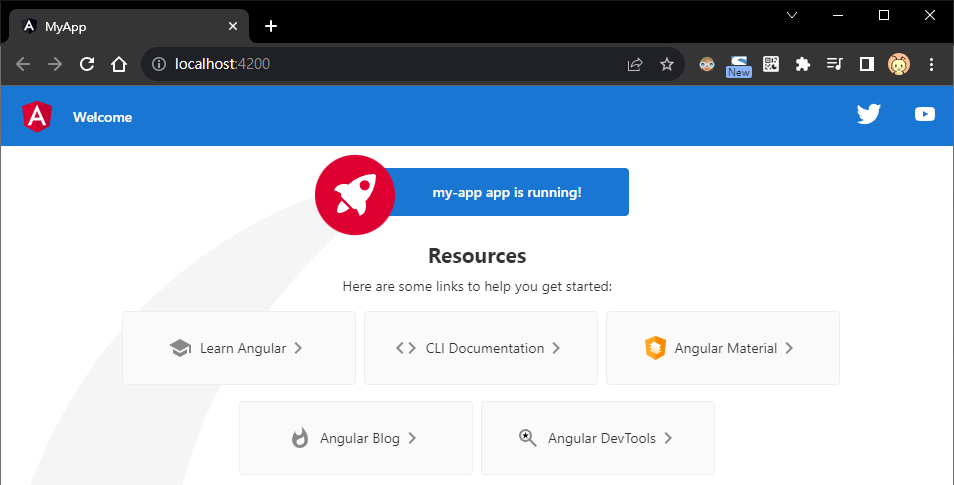 MyApp
localhost:4200
New
Welcome
my-app app is running!
Resources
Here are some links to help you get started:
Learn Angular
CLI Documentation
Angular Material
Angular Blog
Angular DevTools